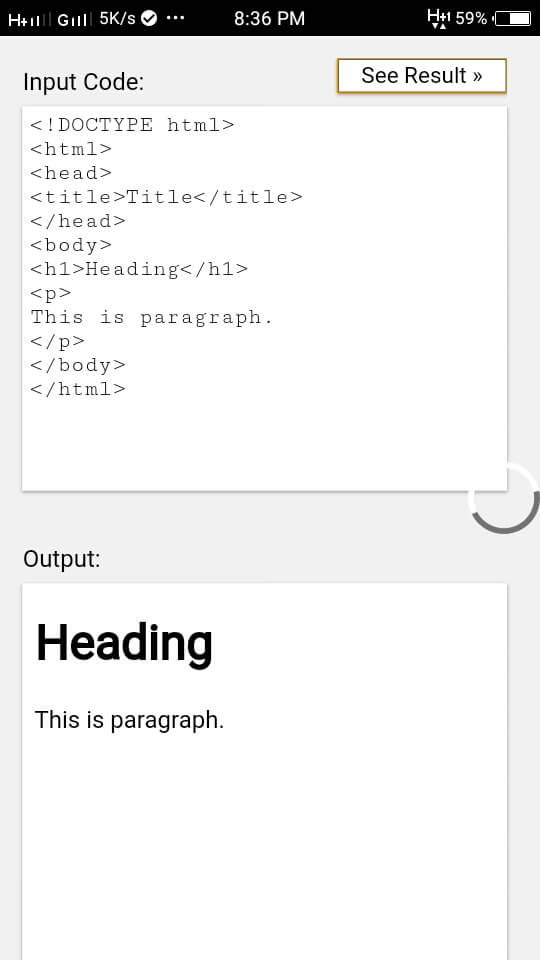 H+ G 5K/s 8:36 PM H+1 59%
Input Code:
See Result »
<!DOCTYPE html>
<html>
<head>
<title>Title</title>
</head>
<body>
<h1>Heading</h1>
<p>
This is paragraph.
</p>
</body>
</html>
Output:
Heading
This is paragraph.